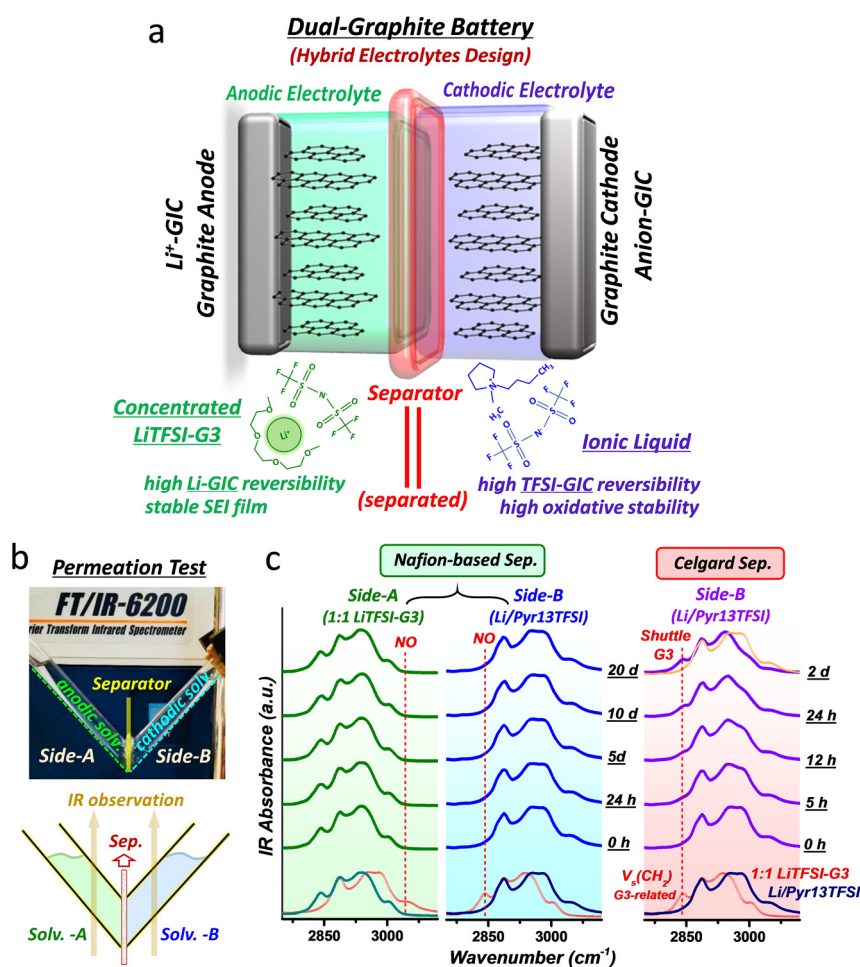 a
Dual-Graphite Battery
(Hybrid Electrolytes Design)
Anodic Electrolyte
Cathodic Electrolyte
Li⁺-GIC
Graphite Anode
Graphite Cathode
Anion-GIC
Concentrated
LiTFSI-G3
F
F
F
S
O
O
N⁻
O
S
O
F
F
F
O
O
O
O
Li⁺
high Li-GIC reversibility
stable SEI film
Separator
(separated)
N⁺
CH₃
H₃C
F
F
F
O
S
O
N⁻
O
S
O
F
F
F
Ionic Liquid
high TFSI-GIC reversibility
high oxidative stability
b
Permeation Test
FT/IR-6200
rier Transform Infrared Spectrometer
anodic solv.
Separator
cathodic solv.
Side-A
Side-B
IR observation
Sep.
Solv. -A
Solv. -B
c
Nafion-based Sep.
Celgard Sep.
Side-A
(1:1 LiTFSI-G3)
Side-B
(Li/Pyr13TFSI)
Side-B
(Li/Pyr13TFSI)
NO
NO
Shuttle
G3
20 d
10 d
5d
24 h
0 h
2 d
24 h
12 h
5 h
0 h
Vs(CH2)
G3-related
1:1 LiTFSI-G3
Li/Pyr13TFSI
IR Absorbance (a.u.)
2850
3000
2850
3000
2850
3000
Wavenumber (cm⁻¹)